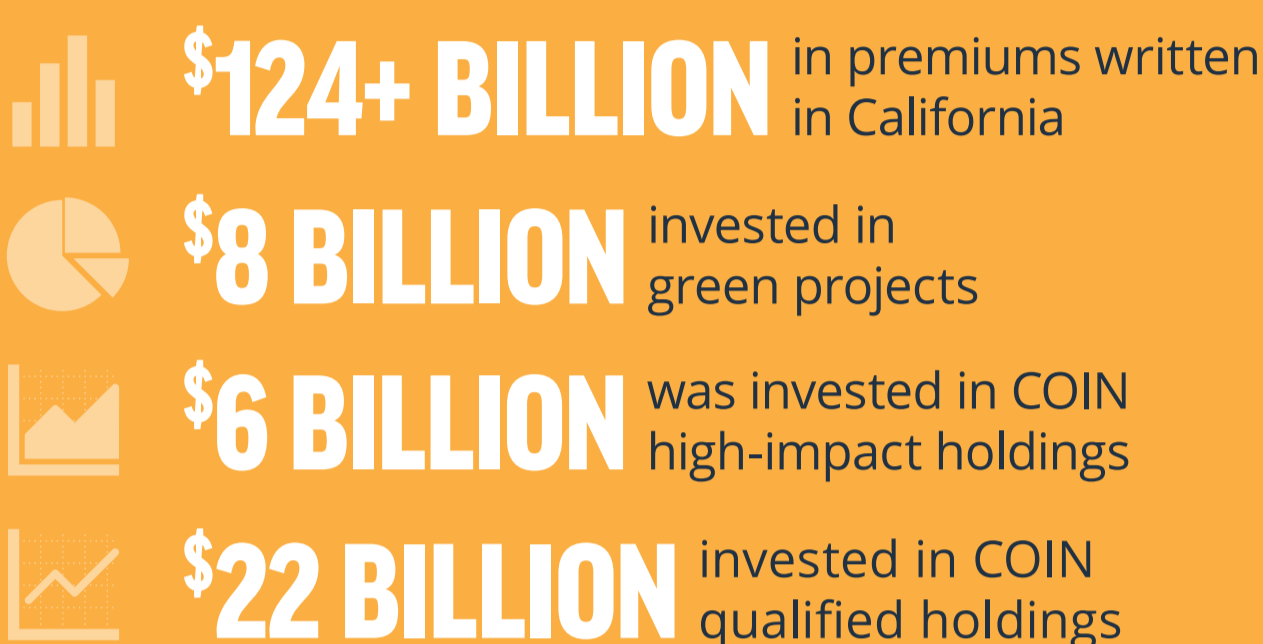 $124+ BILLION in premiums written
in California
$8 BILLION invested in
green projects
$6 BILLION was invested in COIN
high-impact holdings
$22 BILLION invested in COIN
qualified holdings